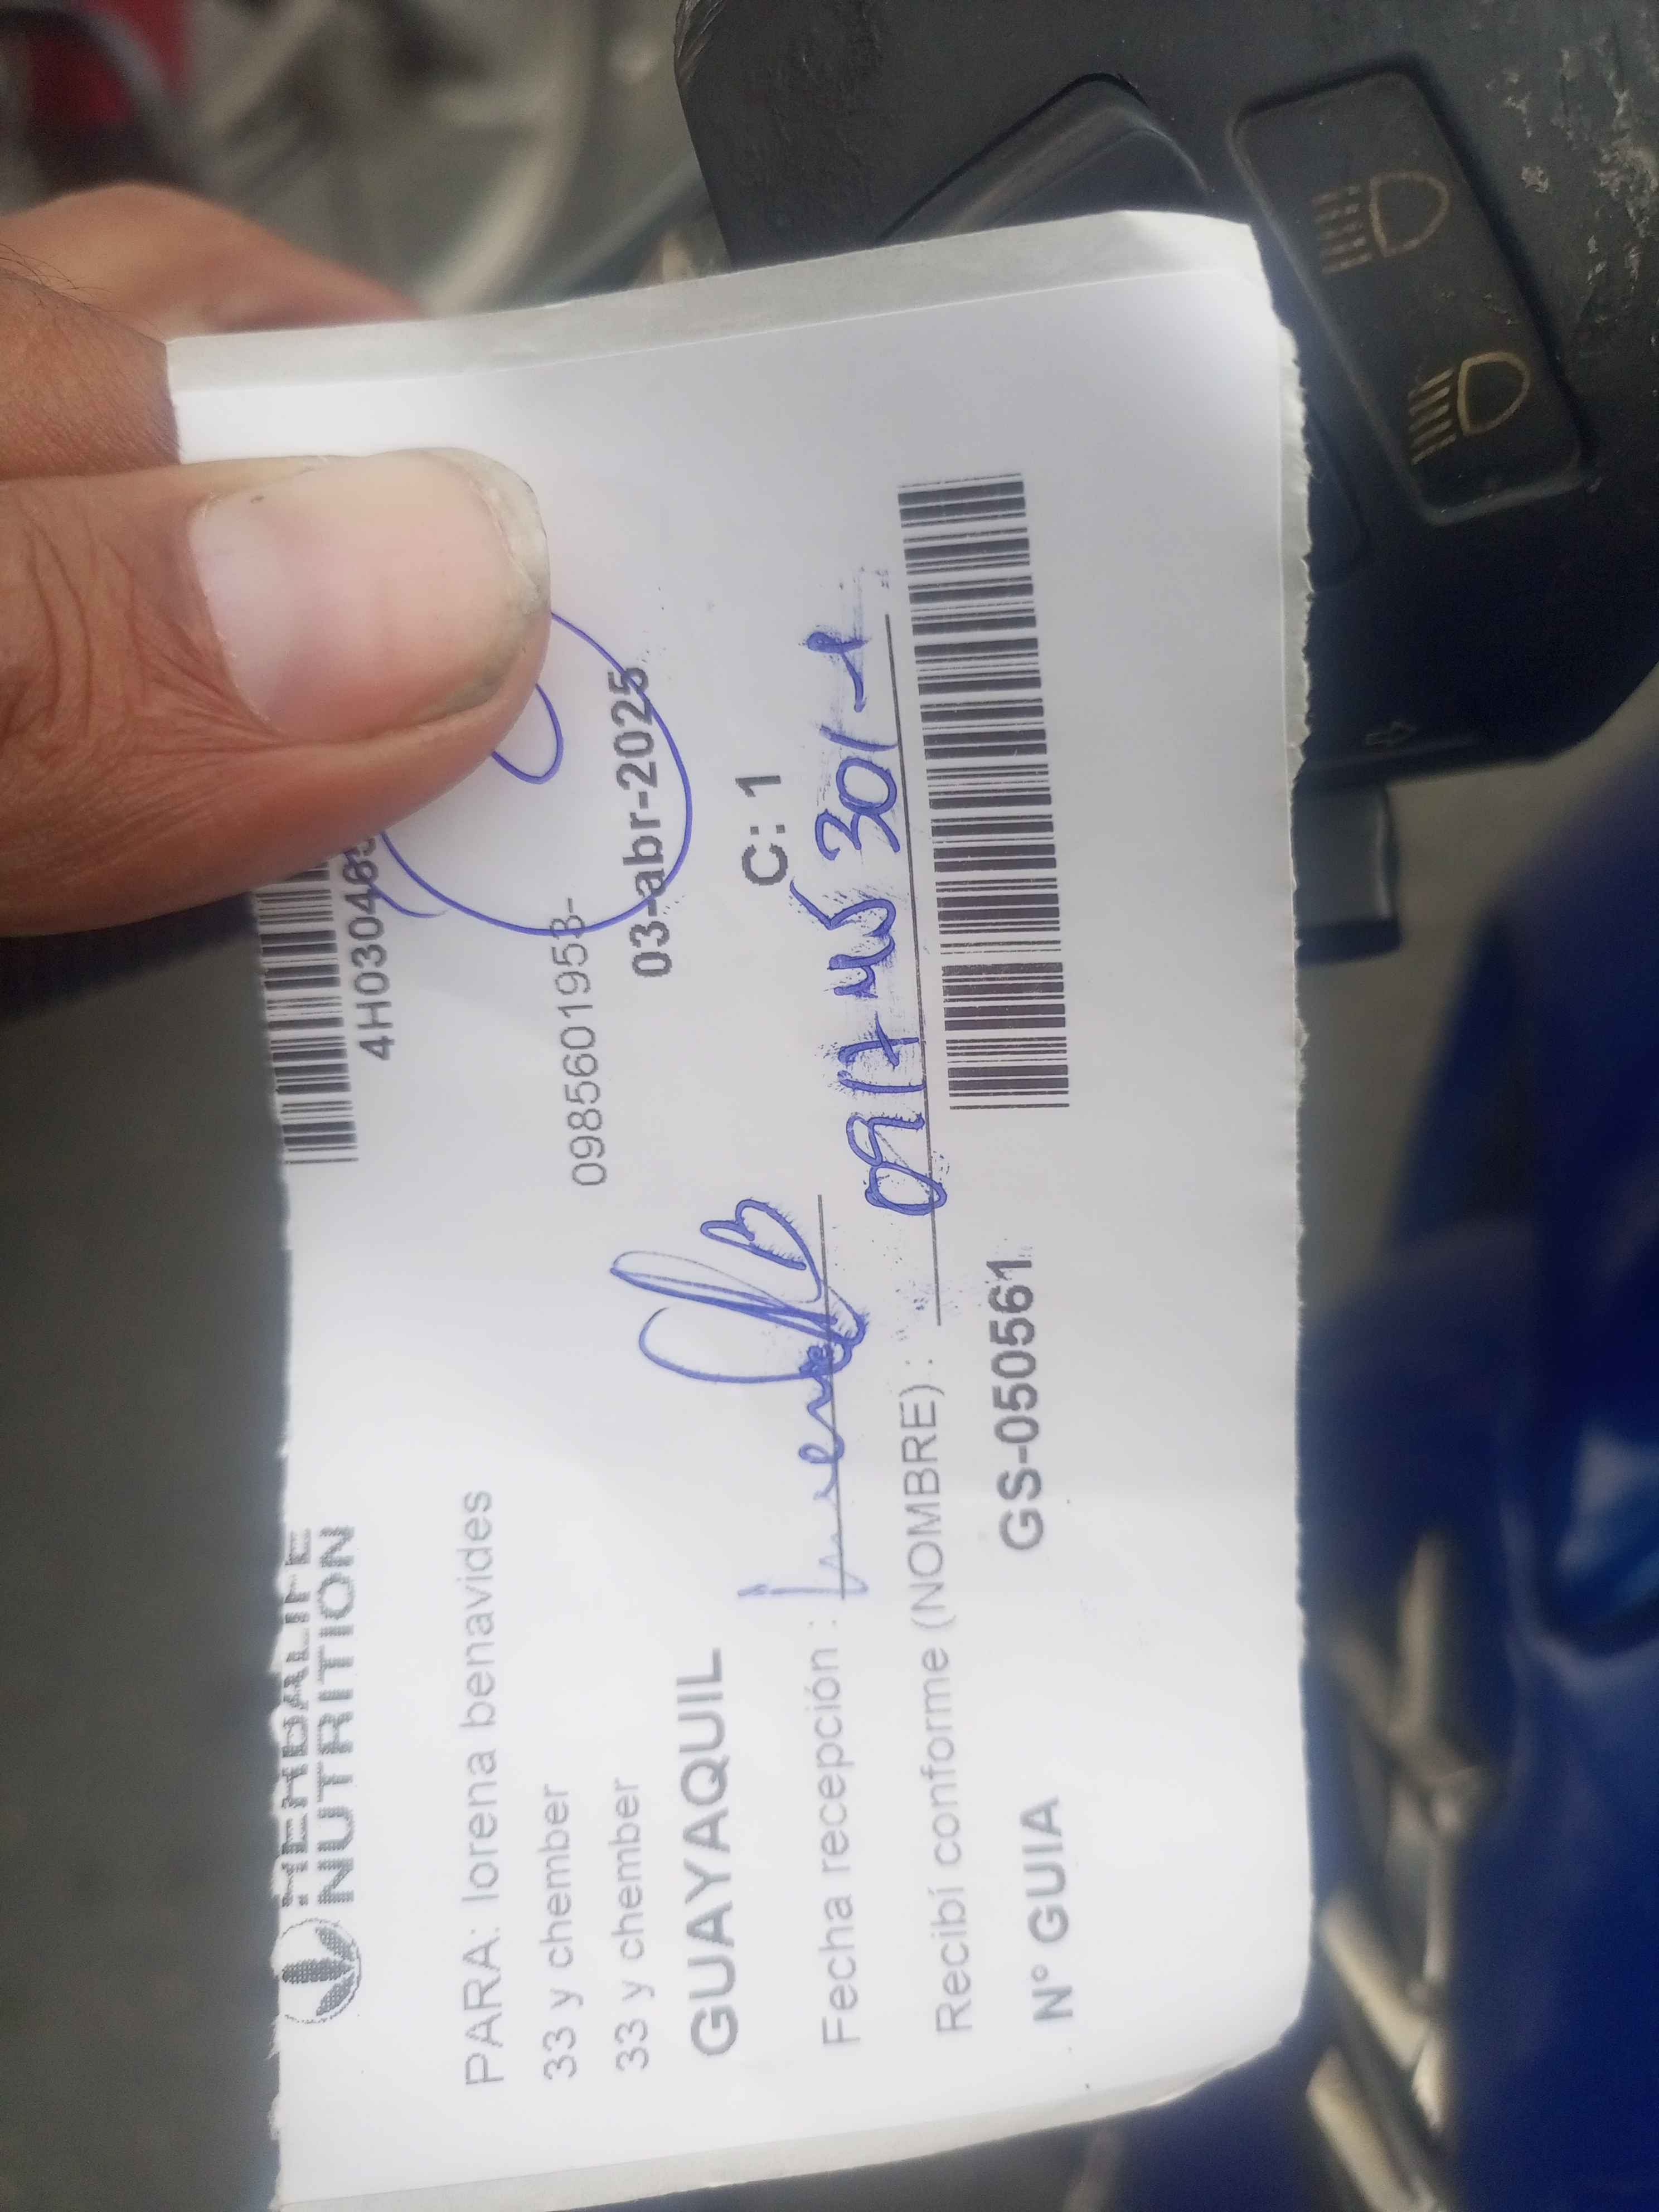 HERBALIFE
NUTRITION
4H030463
PARA: lorena benavides
33 y chember
0985601953-
33 y chember
03-abr-2025
GUAYAQUIL
C: 1
Fecha recepción :
Recibí conforme (NOMBRE) :
N° GUIA GS-050561